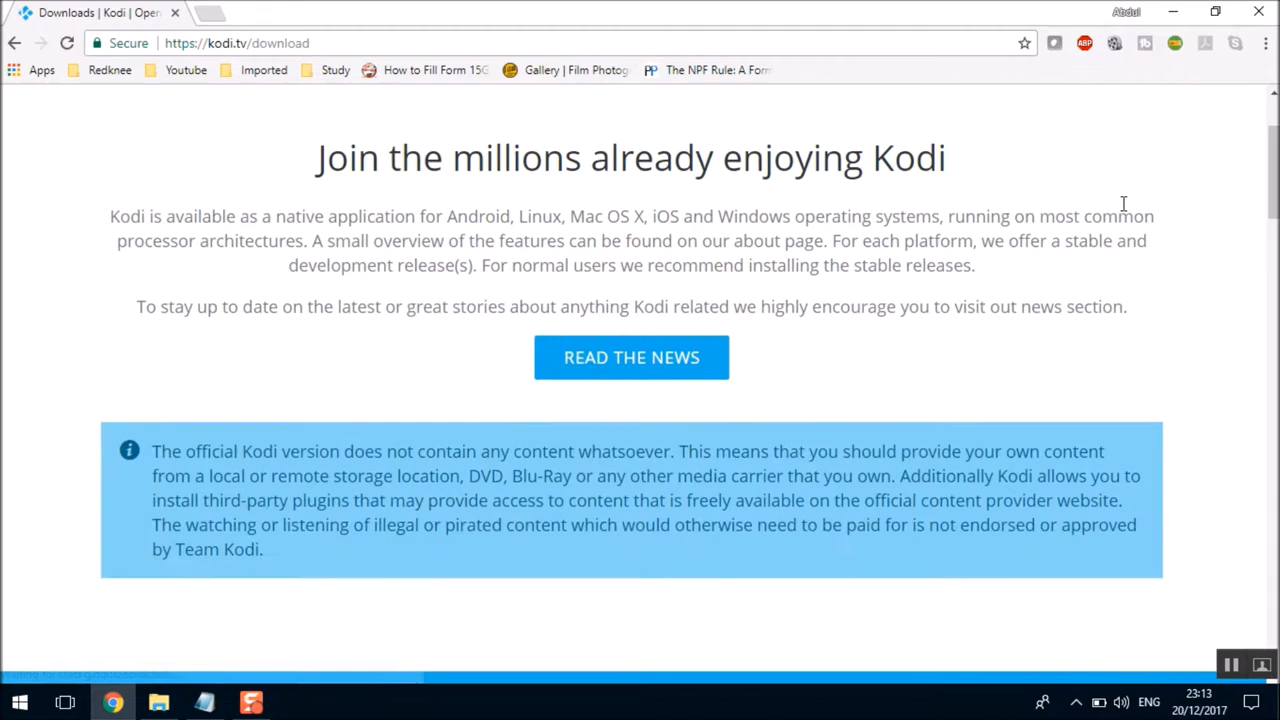 Downloads | Kodi | Open
Abdul
Secure
https://kodi.tv/download
ABP
Apps
Redknee
Youtube
Imported
Study
How to Fill Form 15G
Gallery | Film Photog
PP
The NPF Rule: A Form
Join the millions already enjoying Kodi
Kodi is available as a native application for Android, Linux, Mac OS X, iOS and Windows operating systems, running on most common
processor architectures. A small overview of the features can be found on our about page. For each platform, we offer a stable and
development release(s). For normal users we recommend installing the stable releases.
To stay up to date on the latest or great stories about anything Kodi related we highly encourage you to visit out news section.
READ THE NEWS
The official Kodi version does not contain any content whatsoever. This means that you should provide your own content
from a local or remote storage location, DVD, Blu-Ray or any other media carrier that you own. Additionally Kodi allows you to
install third-party plugins that may provide access to content that is freely available on the official content provider website.
The watching or listening of illegal or pirated content which would otherwise need to be paid for is not endorsed or approved
by Team Kodi.
ENG
23:13
20/12/2017